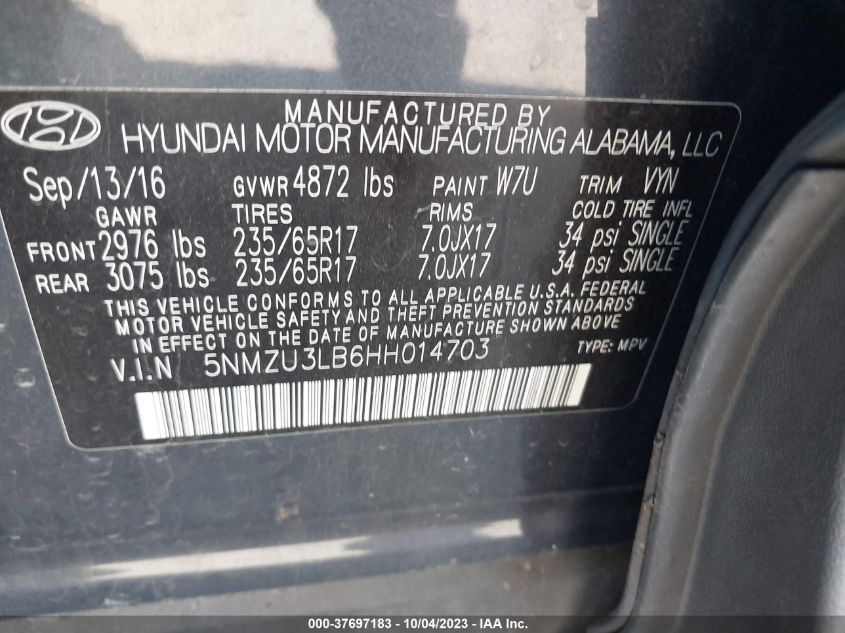 MANUFACTURED BY
HYUNDAI MOTOR MANUFACTURING ALABAMA, LLC
Sep/13/16 GVWR 4872 lbs PAINT W7U TRIM VYN
GAWR TIRES RIMS COLD TIRE INFL
FRONT 2976 lbs 235/65R17 7.0JX17 34 psi SINGLE
REAR 3075 lbs 235/65R17 7.0JX17 34 psi SINGLE
THIS VEHICLE CONFORMS TO ALL APPLICABLE U.S.A. FEDERAL
MOTOR VEHICLE SAFETY AND THEFT PREVENTION STANDARDS
IN EFFECT ON THE DATE OF MANUFACTURE SHOWN ABOVE
V.I.N 5NMZU3LB6HH014703 TYPE: MPV
000-37697183 - 10/04/2023 - IAA Inc.